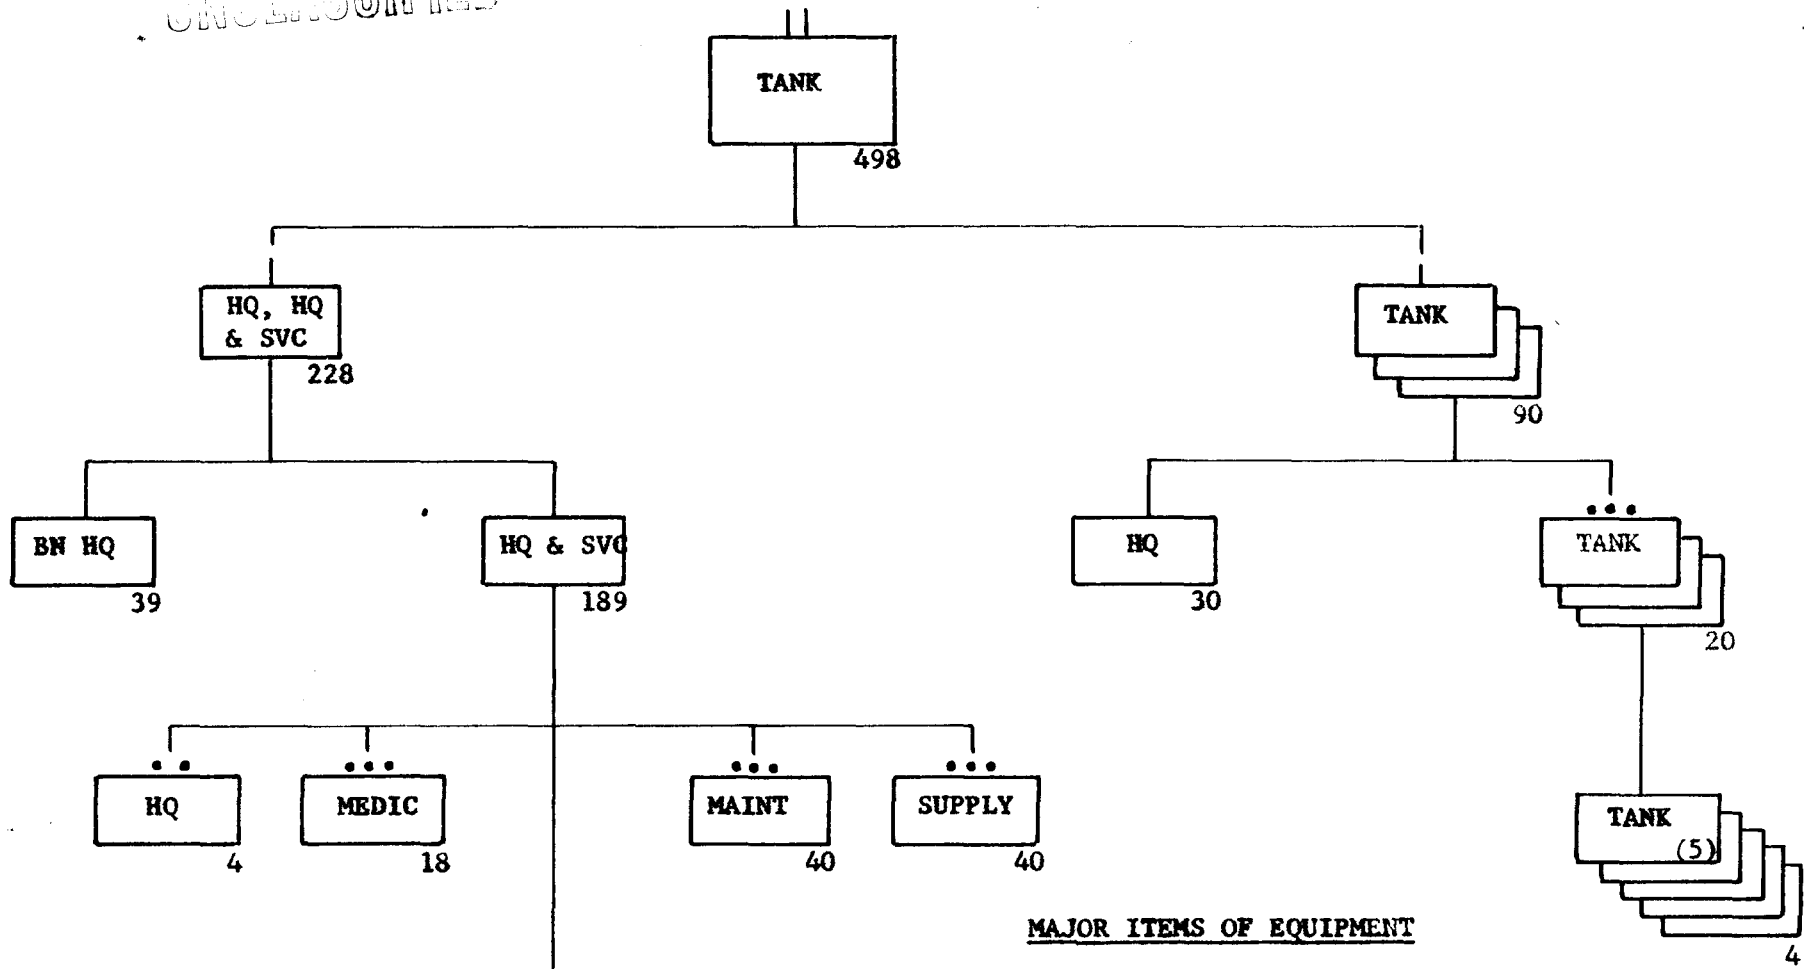 TANK
498
HQ, HQ
& SVC
228
TANK
90
BN HQ
39
HQ & SVC
189
HQ
30
TANK
20
HQ
4
MEDIC
18
MAINT
40
SUPPLY
40
TANK
(5)
4
MAJOR ITEMS OF EQUIPMENT